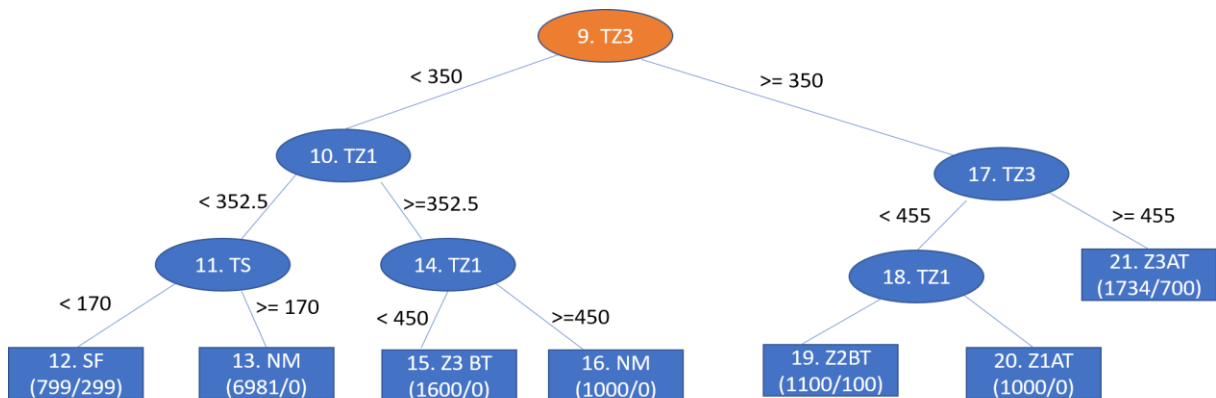 9. TZ3
< 350
>= 350
10. TZ1
17. TZ3
< 352.5
>=352.5
< 455
>= 455
11. TS
14. TZ1
18. TZ1
21. Z3AT
(1734/700)
< 170
>= 170
< 450
>=450
12. SF
(799/299)
13. NM
(6981/0)
15. Z3 BT
(1600/0)
16. NM
(1000/0)
19. Z2BT
(1100/100)
20. Z1AT
(1000/0)